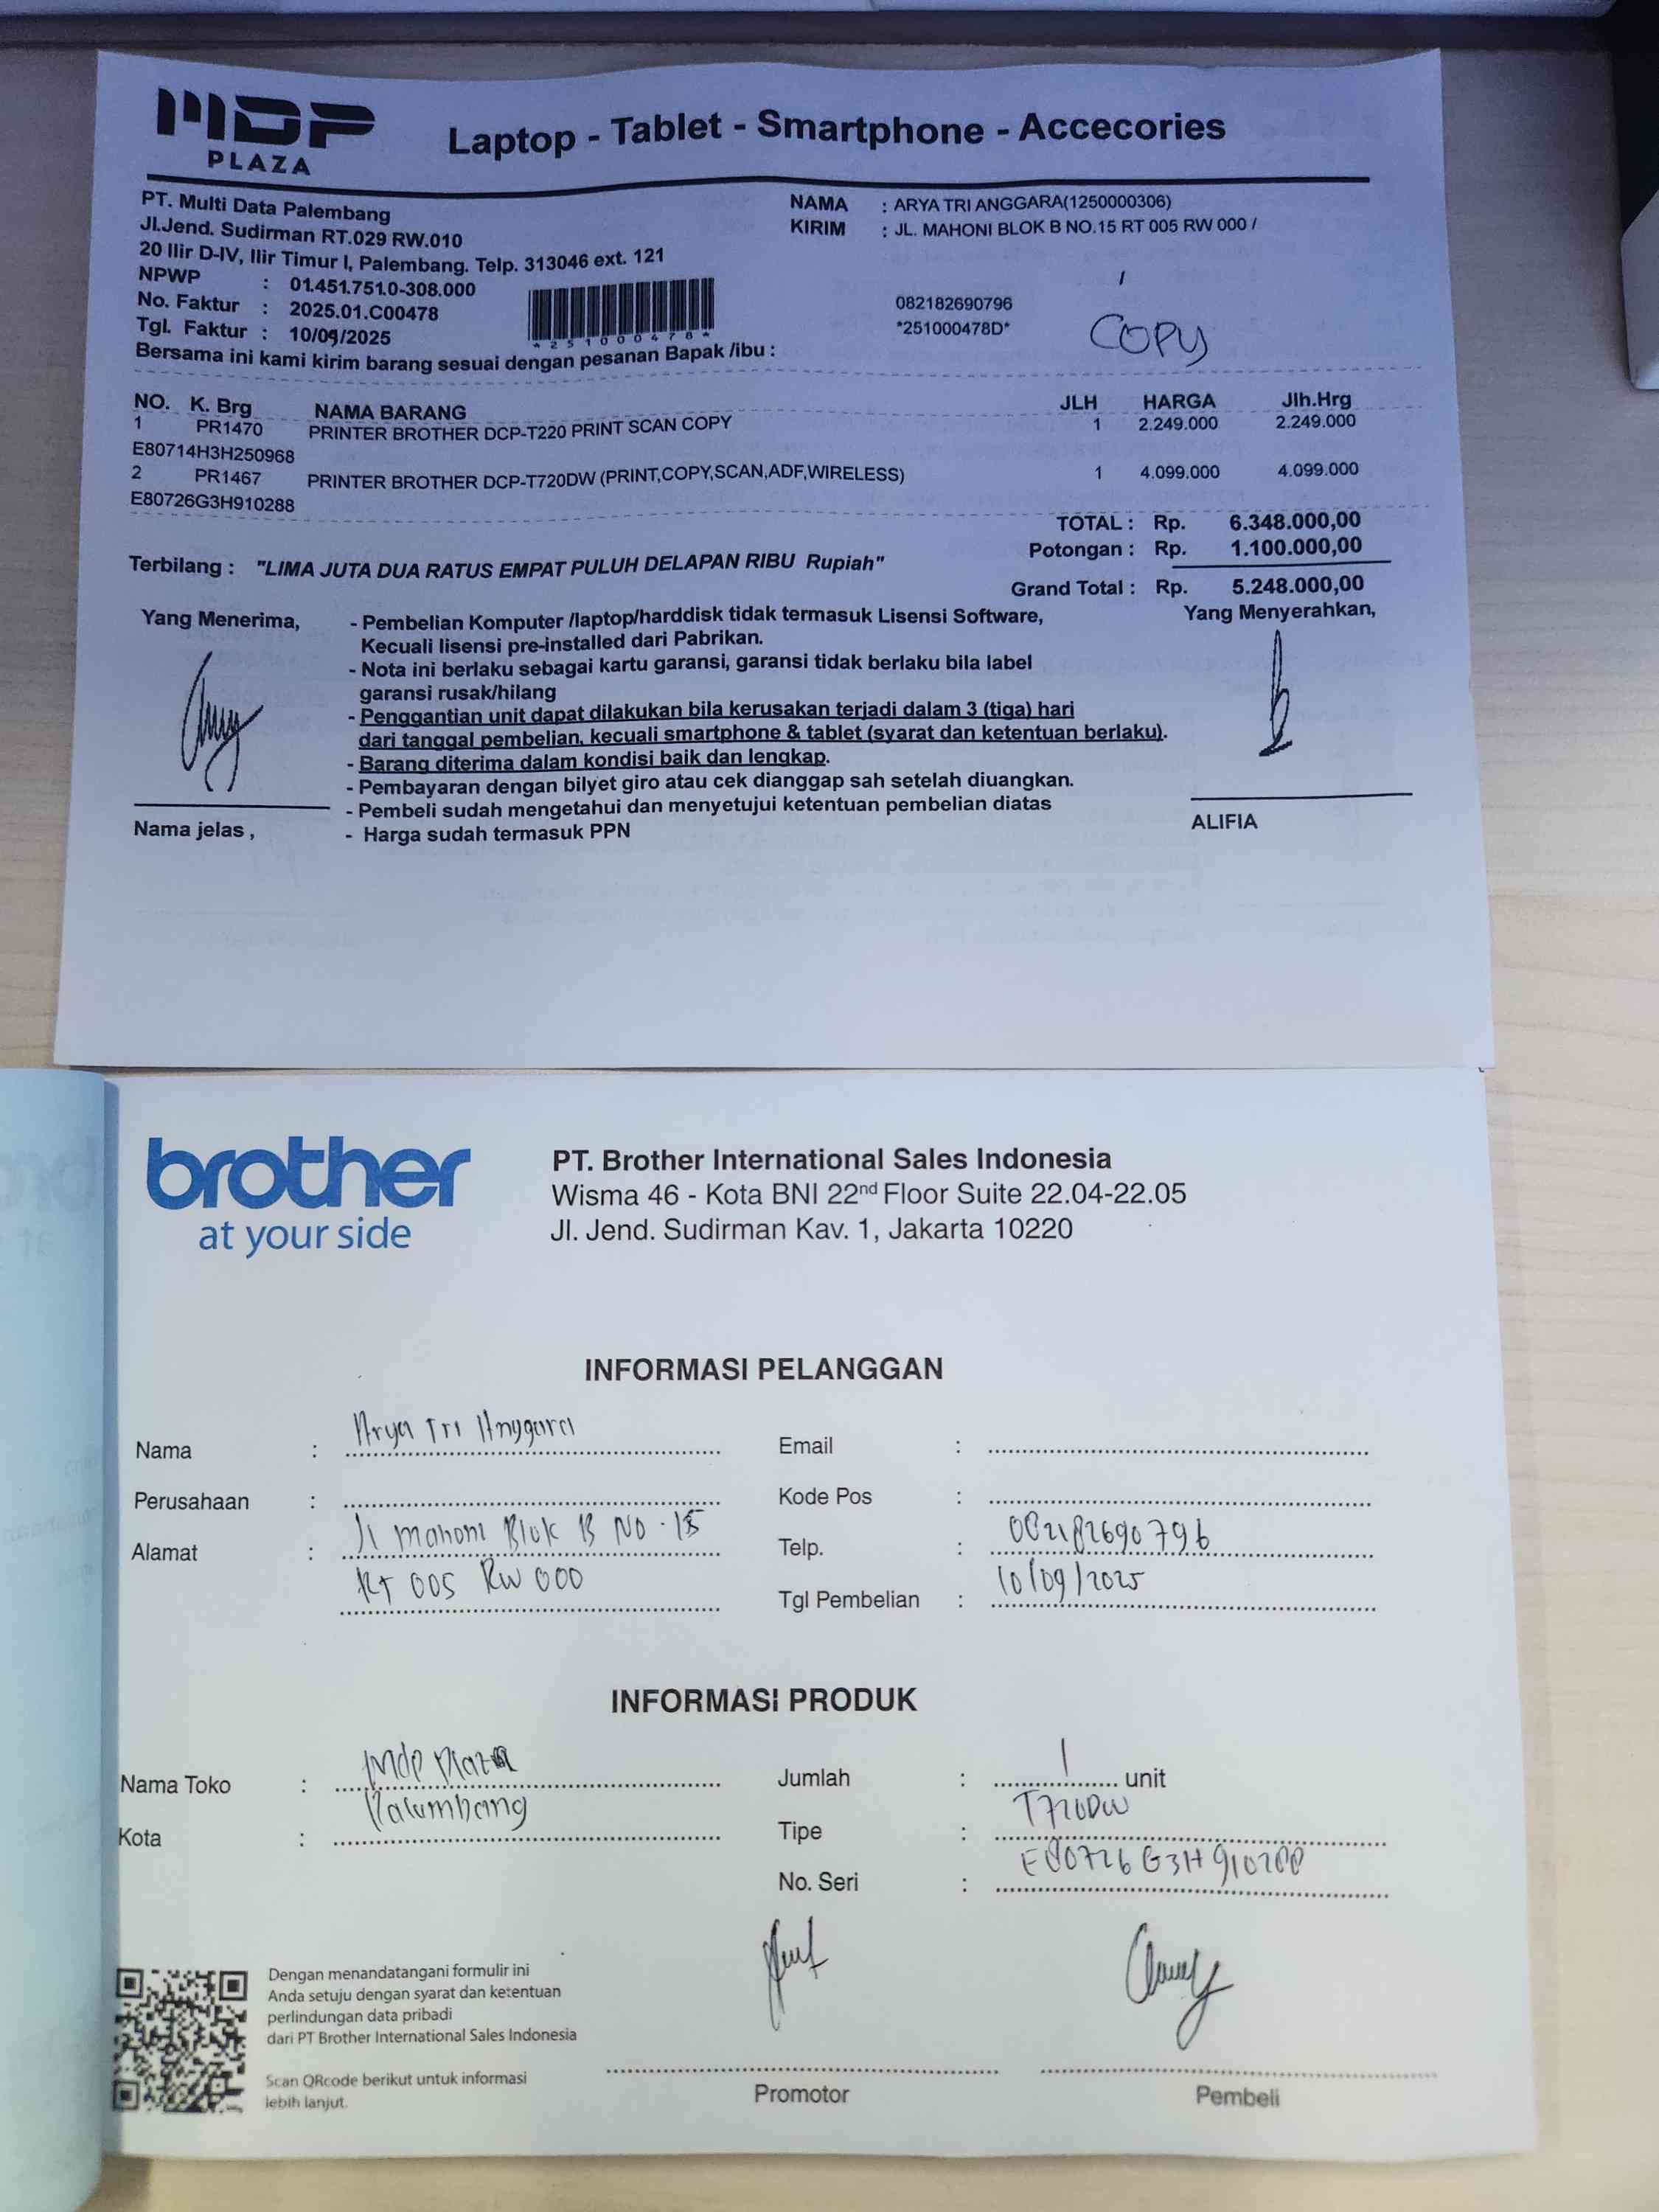 MDP
PLAZA
Laptop - Tablet - Smartphone - Accecories
PT. Multi Data Palembang
Jl.Jend. Sudirman RT.029 RW.010
20 Ilir D-IV, Ilir Timur I, Palembang. Telp. 313046 ext. 121
NPWP : 01.451.751.0-308.000
No. Faktur : 2025.01.C00478
Tgl. Faktur : 10/09/2025
*251000478*
NAMA : ARYA TRI ANGGARA(1250000306)
KIRIM : JL. MAHONI BLOK B NO.15 RT 005 RW 000 /
/
082182690796
*251000478D*
COPY
Bersama ini kami kirim barang sesuai dengan pesanan Bapak /ibu :
NO. K. Brg NAMA BARANG JLH HARGA Jlh.Hrg
1 PR1470 PRINTER BROTHER DCP-T220 PRINT SCAN COPY 1 2.249.000 2.249.000
E80714H3H250968
2 PR1467 PRINTER BROTHER DCP-T720DW (PRINT,COPY,SCAN,ADF,WIRELESS) 1 4.099.000 4.099.000
E80726G3H910288
TOTAL : Rp. 6.348.000,00
Potongan : Rp. 1.100.000,00
Terbilang : "LIMA JUTA DUA RATUS EMPAT PULUH DELAPAN RIBU Rupiah"
Grand Total : Rp. 5.248.000,00
Yang Menerima,
- Pembelian Komputer /laptop/harddisk tidak termasuk Lisensi Software,
Kecuali lisensi pre-installed dari Pabrikan.
- Nota ini berlaku sebagai kartu garansi, garansi tidak berlaku bila label
garansi rusak/hilang
- Penggantian unit dapat dilakukan bila kerusakan terjadi dalam 3 (tiga) hari
dari tanggal pembelian, kecuali smartphone & tablet (syarat dan ketentuan berlaku).
- Barang diterima dalam kondisi baik dan lengkap.
- Pembayaran dengan bilyet giro atau cek dianggap sah setelah diuangkan.
- Pembeli sudah mengetahui dan menyetujui ketentuan pembelian diatas
- Harga sudah termasuk PPN
Nama jelas ,
Yang Menyerahkan,
ALIFIA
brother
at your side
PT. Brother International Sales Indonesia
Wisma 46 - Kota BNI 22nd Floor Suite 22.04-22.05
Jl. Jend. Sudirman Kav. 1, Jakarta 10220
INFORMASI PELANGGAN
Nama : Arya Tri Anggara
Perusahaan :
Alamat : Jl Mahoni Blok B No.15
RT 005 RW 000
Email :
Kode Pos :
Telp. : 082182690796
Tgl Pembelian : 10/09/2025
INFORMASI PRODUK
Nama Toko : Mdp Plaza
Kota : Palembang
Jumlah : 1 unit
Tipe : T720DW
No. Seri : E80726G3H910288
Dengan menandatangani formulir ini
Anda setuju dengan syarat dan ketentuan
perlindungan data pribadi
dari PT Brother International Sales Indonesia
Scan QRcode berikut untuk informasi
lebih lanjut.
Promotor
Pembeli